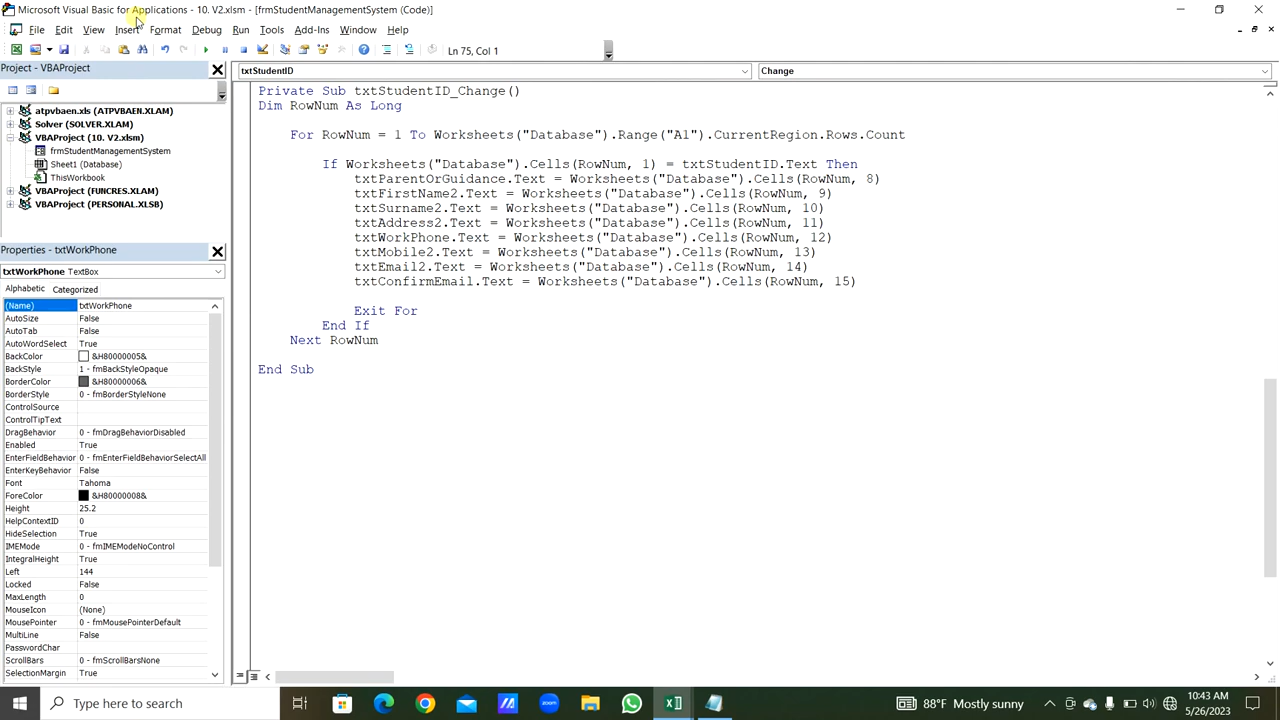 Microsoft Visual Basic for Applications - 10. V2.xlsm - [frmStudentManagementSystem (Code)]
File Edit View Insert Format Debug Run Tools Add-Ins Window Help
Ln 75, Col 1
Project - VBAProject
atpvbaen.xls (ATPVBAEN.XLAM)
Solver (SOLVER.XLAM)
VBAProject (10. V2.xlsm)
frmStudentManagementSystem
Sheet1 (Database)
ThisWorkbook
VBAProject (FUNCRES.XLAM)
VBAProject (PERSONAL.XLSB)
Properties - txtWorkPhone
txtWorkPhone TextBox
Alphabetic Categorized
(Name) txtWorkPhone
AutoSize False
AutoTab False
AutoWordSelect True
BackColor &H80000005&
BackStyle 1 - fmBackStyleOpaque
BorderColor &H80000006&
BorderStyle 0 - fmBorderStyleNone
ControlSource
ControlTipText
DragBehavior 0 - fmDragBehaviorDisabled
Enabled True
EnterFieldBehavior 0 - fmEnterFieldBehaviorSelectAll
EnterKeyBehavior False
Font Tahoma
ForeColor &H80000008&
Height 25.2
HelpContextID 0
HideSelection True
IMEMode 0 - fmIMEModeNoControl
IntegralHeight True
Left 144
Locked False
MaxLength 0
MouseIcon (None)
MousePointer 0 - fmMousePointerDefault
MultiLine False
PasswordChar
ScrollBars 0 - fmScrollBarsNone
SelectionMargin True
txtStudentID Change
Private Sub txtStudentID_Change()
Dim RowNum As Long
For RowNum = 1 To Worksheets("Database").Range("A1").CurrentRegion.Rows.Count
If Worksheets("Database").Cells(RowNum, 1) = txtStudentID.Text Then
txtParentOrGuidance.Text = Worksheets("Database").Cells(RowNum, 8)
txtFirstName2.Text = Worksheets("Database").Cells(RowNum, 9)
txtSurname2.Text = Worksheets("Database").Cells(RowNum, 10)
txtAddress2.Text = Worksheets("Database").Cells(RowNum, 11)
txtWorkPhone.Text = Worksheets("Database").Cells(RowNum, 12)
txtMobile2.Text = Worksheets("Database").Cells(RowNum, 13)
txtEmail2.Text = Worksheets("Database").Cells(RowNum, 14)
txtConfirmEmail.Text = Worksheets("Database").Cells(RowNum, 15)
Exit For
End If
Next RowNum
End Sub
Type here to search
zoom
88°F Mostly sunny
10:43 AM
5/26/2023